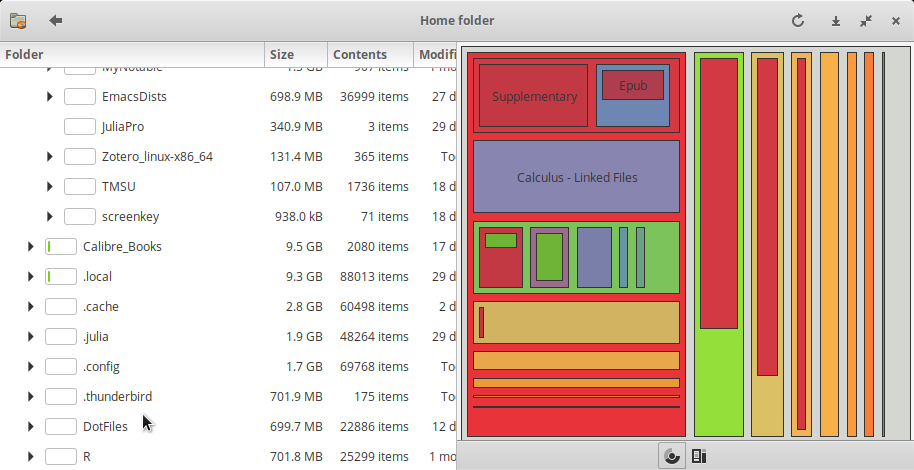 Home folder
Folder Size Contents Modifi
MyNotable 1.3 GB 907 items 1 mo
EmacsDists 698.9 MB 36999 items 27 d
JuliaPro 340.9 MB 3 items 29 d
Zotero_linux-x86_64 131.4 MB 365 items To
TMSU 107.0 MB 1736 items 18 d
screenkey 938.0 kB 71 items 18 d
Calibre_Books 9.5 GB 2080 items 17 d
.local 9.3 GB 88013 items 29 d
.cache 2.8 GB 60498 items 2 d
.julia 1.9 GB 48264 items 29 d
.config 1.7 GB 69768 items To
.thunderbird 701.9 MB 175 items To
DotFiles 699.7 MB 22886 items 12 d
R 701.8 MB 25299 items 1 mo
Supplementary
Epub
Calculus - Linked Files